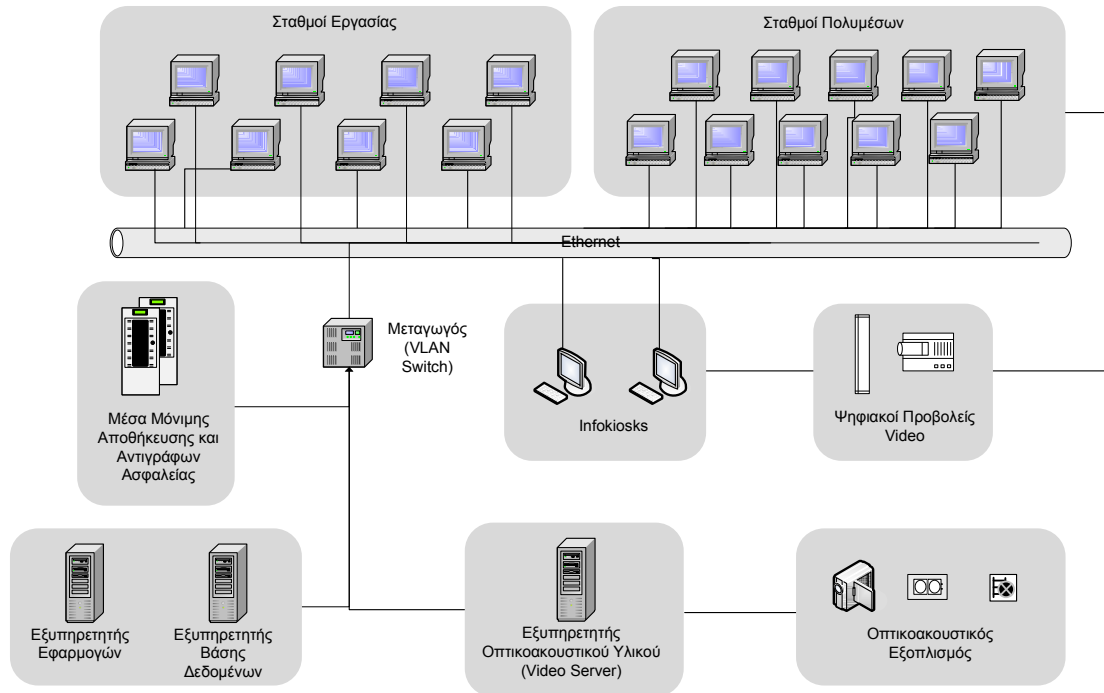 Σταθμοί Εργασίας
Σταθμοί Πολυμέσων
Ethernet
Μεταγωγός
(VLAN
Switch)
Μέσα Μόνιμης
Αποθήκευσης και
Αντιγράφων
Ασφαλείας
Infokiosks
Ψηφιακοί Προβολείς
Video
Εξυπηρετητής
Εφαρμογών
Εξυπηρετητής
Βάσης
Δεδομένων
Εξυπηρετητής
Οπτικοακουστικού Υλικού
(Video Server)
Οπτικοακουστικός
Εξοπλισμός